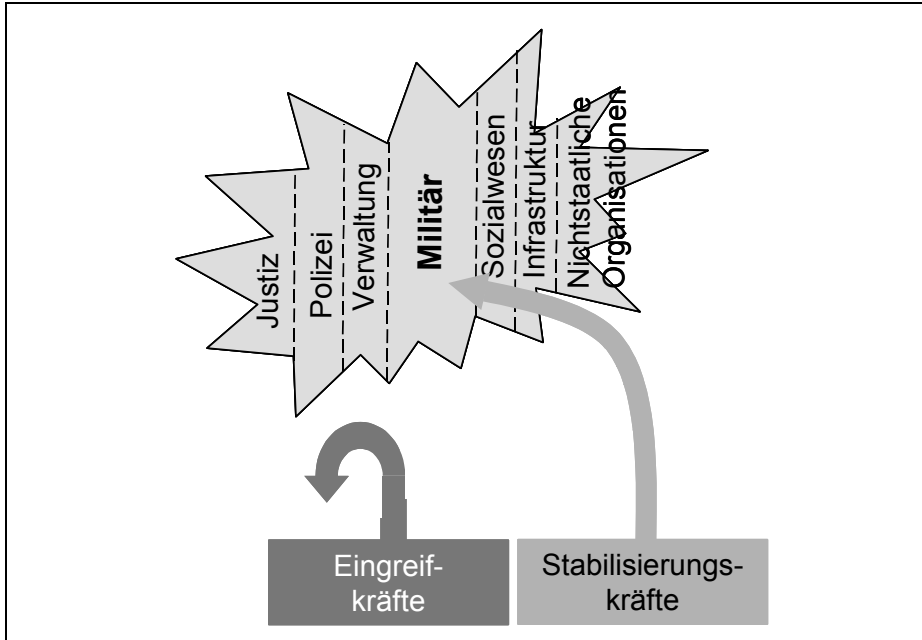 Justiz
Polizei
Verwaltung
Militär
Sozialwesen
Infrastruktur
Nichtstaatliche
Organisationen
Eingreif-
kräfte
Stabilisierungs-
kräfte